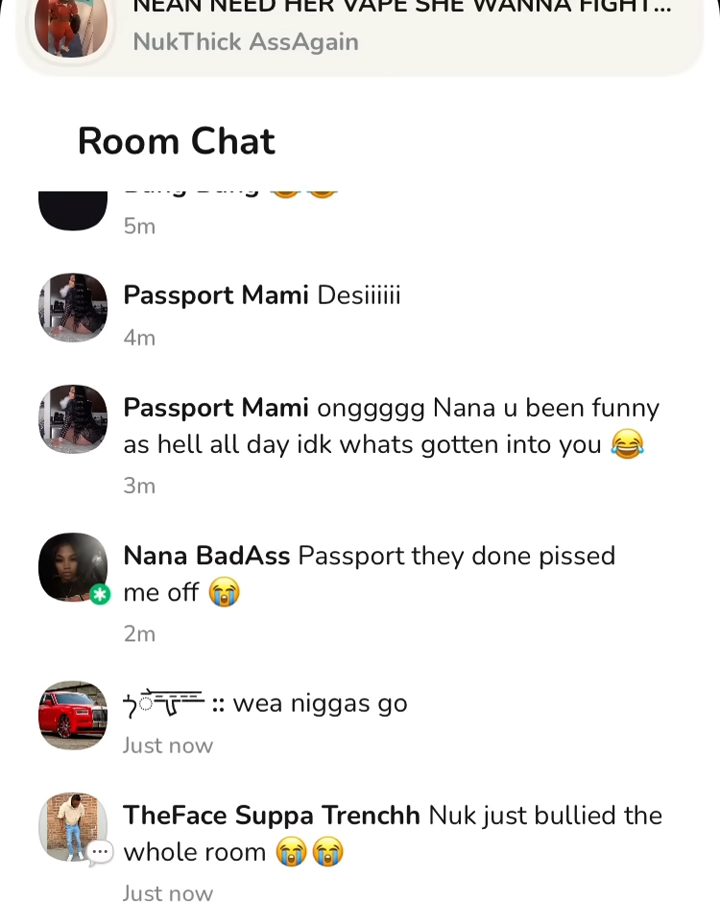 NEAN NEED HER VAPE SHE WANNA FIGHT...
NukThick AssAgain
Room Chat
5m
Passport Mami Desiiiiii
4m
Passport Mami onggggg Nana u been funny
as hell all day idk whats gotten into you 😂
3m
Nana BadAss Passport they done pissed
me off 😭
2m
:: wea niggas go
Just now
TheFace Suppa Trenchh Nuk just bullied the
whole room 😭😭
Just now